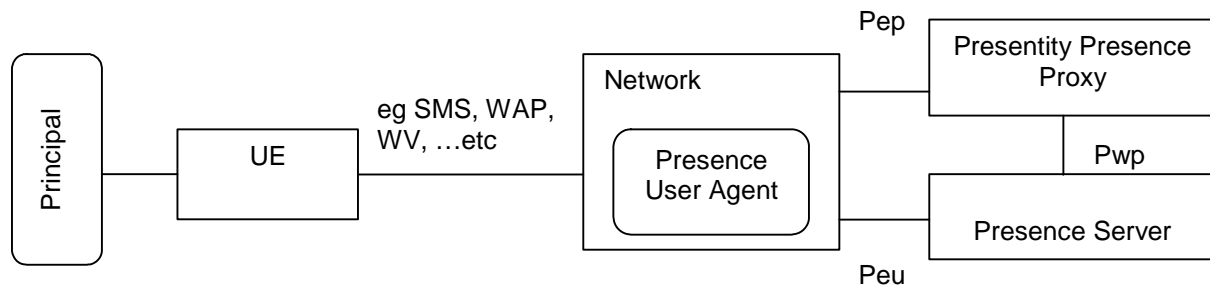 Principal
UE
eg SMS, WAP,
WV, …etc
Network
Presence
User Agent
Pep
Presentity Presence
Proxy
Pwp
Presence Server
Peu